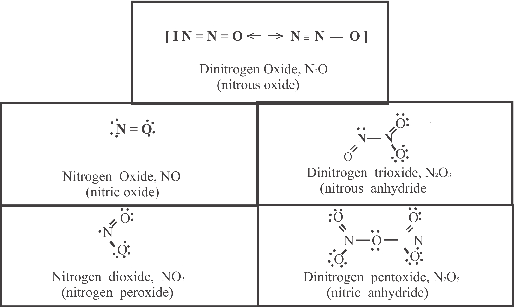 [ I N = N = O ⟷ N = N — O ]
Dinitrogen Oxide, N₂O
(nitrous oxide)
N = O
Nitrogen Oxide, NO
(nitric oxide)
O
N — N
O
O
Dinitrogen trioxide, N₂O₃
(nitrous anhydride
O
N
O
Nitrogen dioxide, NO₂
(nitrogen peroxide)
O O
N — O — N
O O
Dinitrogen pentoxide, N₂O₅
(nitric anhydride)